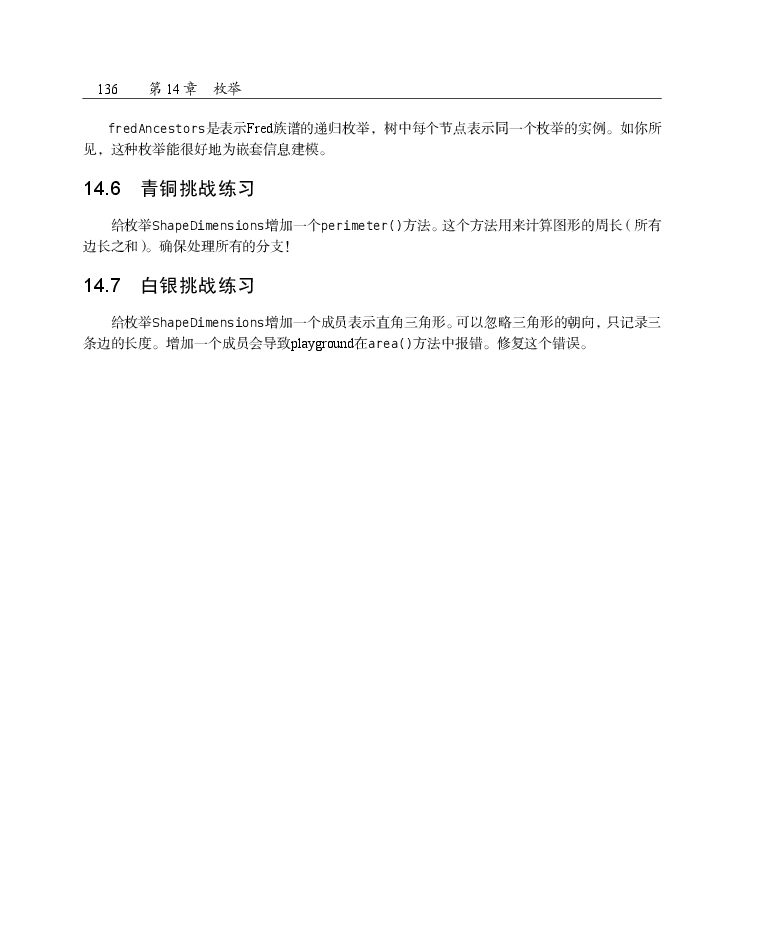 136 第 14 章 枚举
fredAncestors是表示Fred族谱的递归枚举，树中每个节点表示同一个枚举的实例。如你所
见，这种枚举能很好地为嵌套信息建模。
14.6 青铜挑战练习
给枚举ShapeDimensions增加一个perimeter()方法。这个方法用来计算图形的周长（所有
边长之和）。确保处理所有的分支！
14.7 白银挑战练习
给枚举ShapeDimensions增加一个成员表示直角三角形。可以忽略三角形的朝向，只记录三
条边的长度。增加一个成员会导致playground在area()方法中报错。修复这个错误。